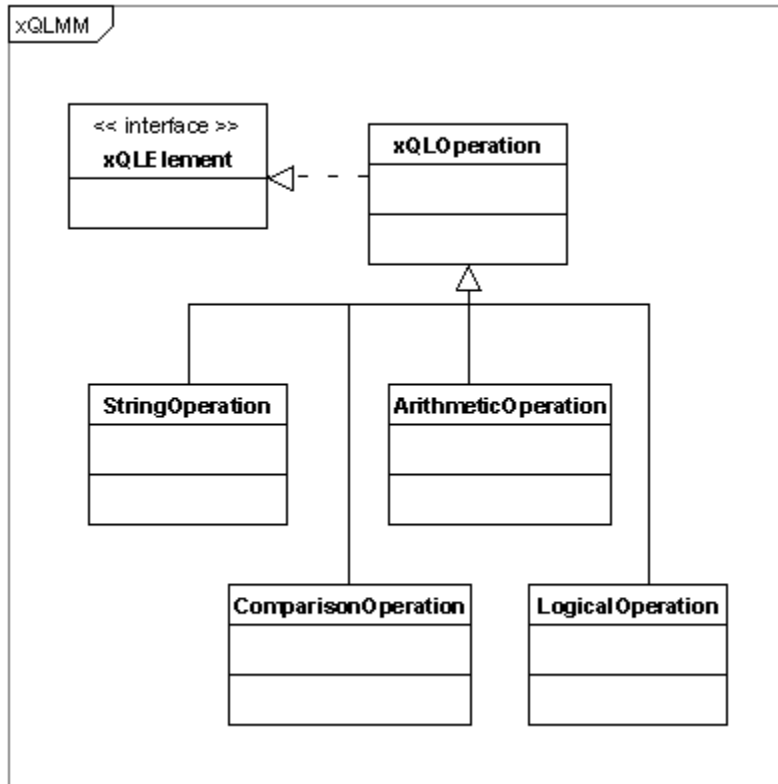 xQLMM
<< interface >>
xQLElement
xQLOperation
StringOperation
ArithmeticOperation
ComparisonOperation
LogicalOperation